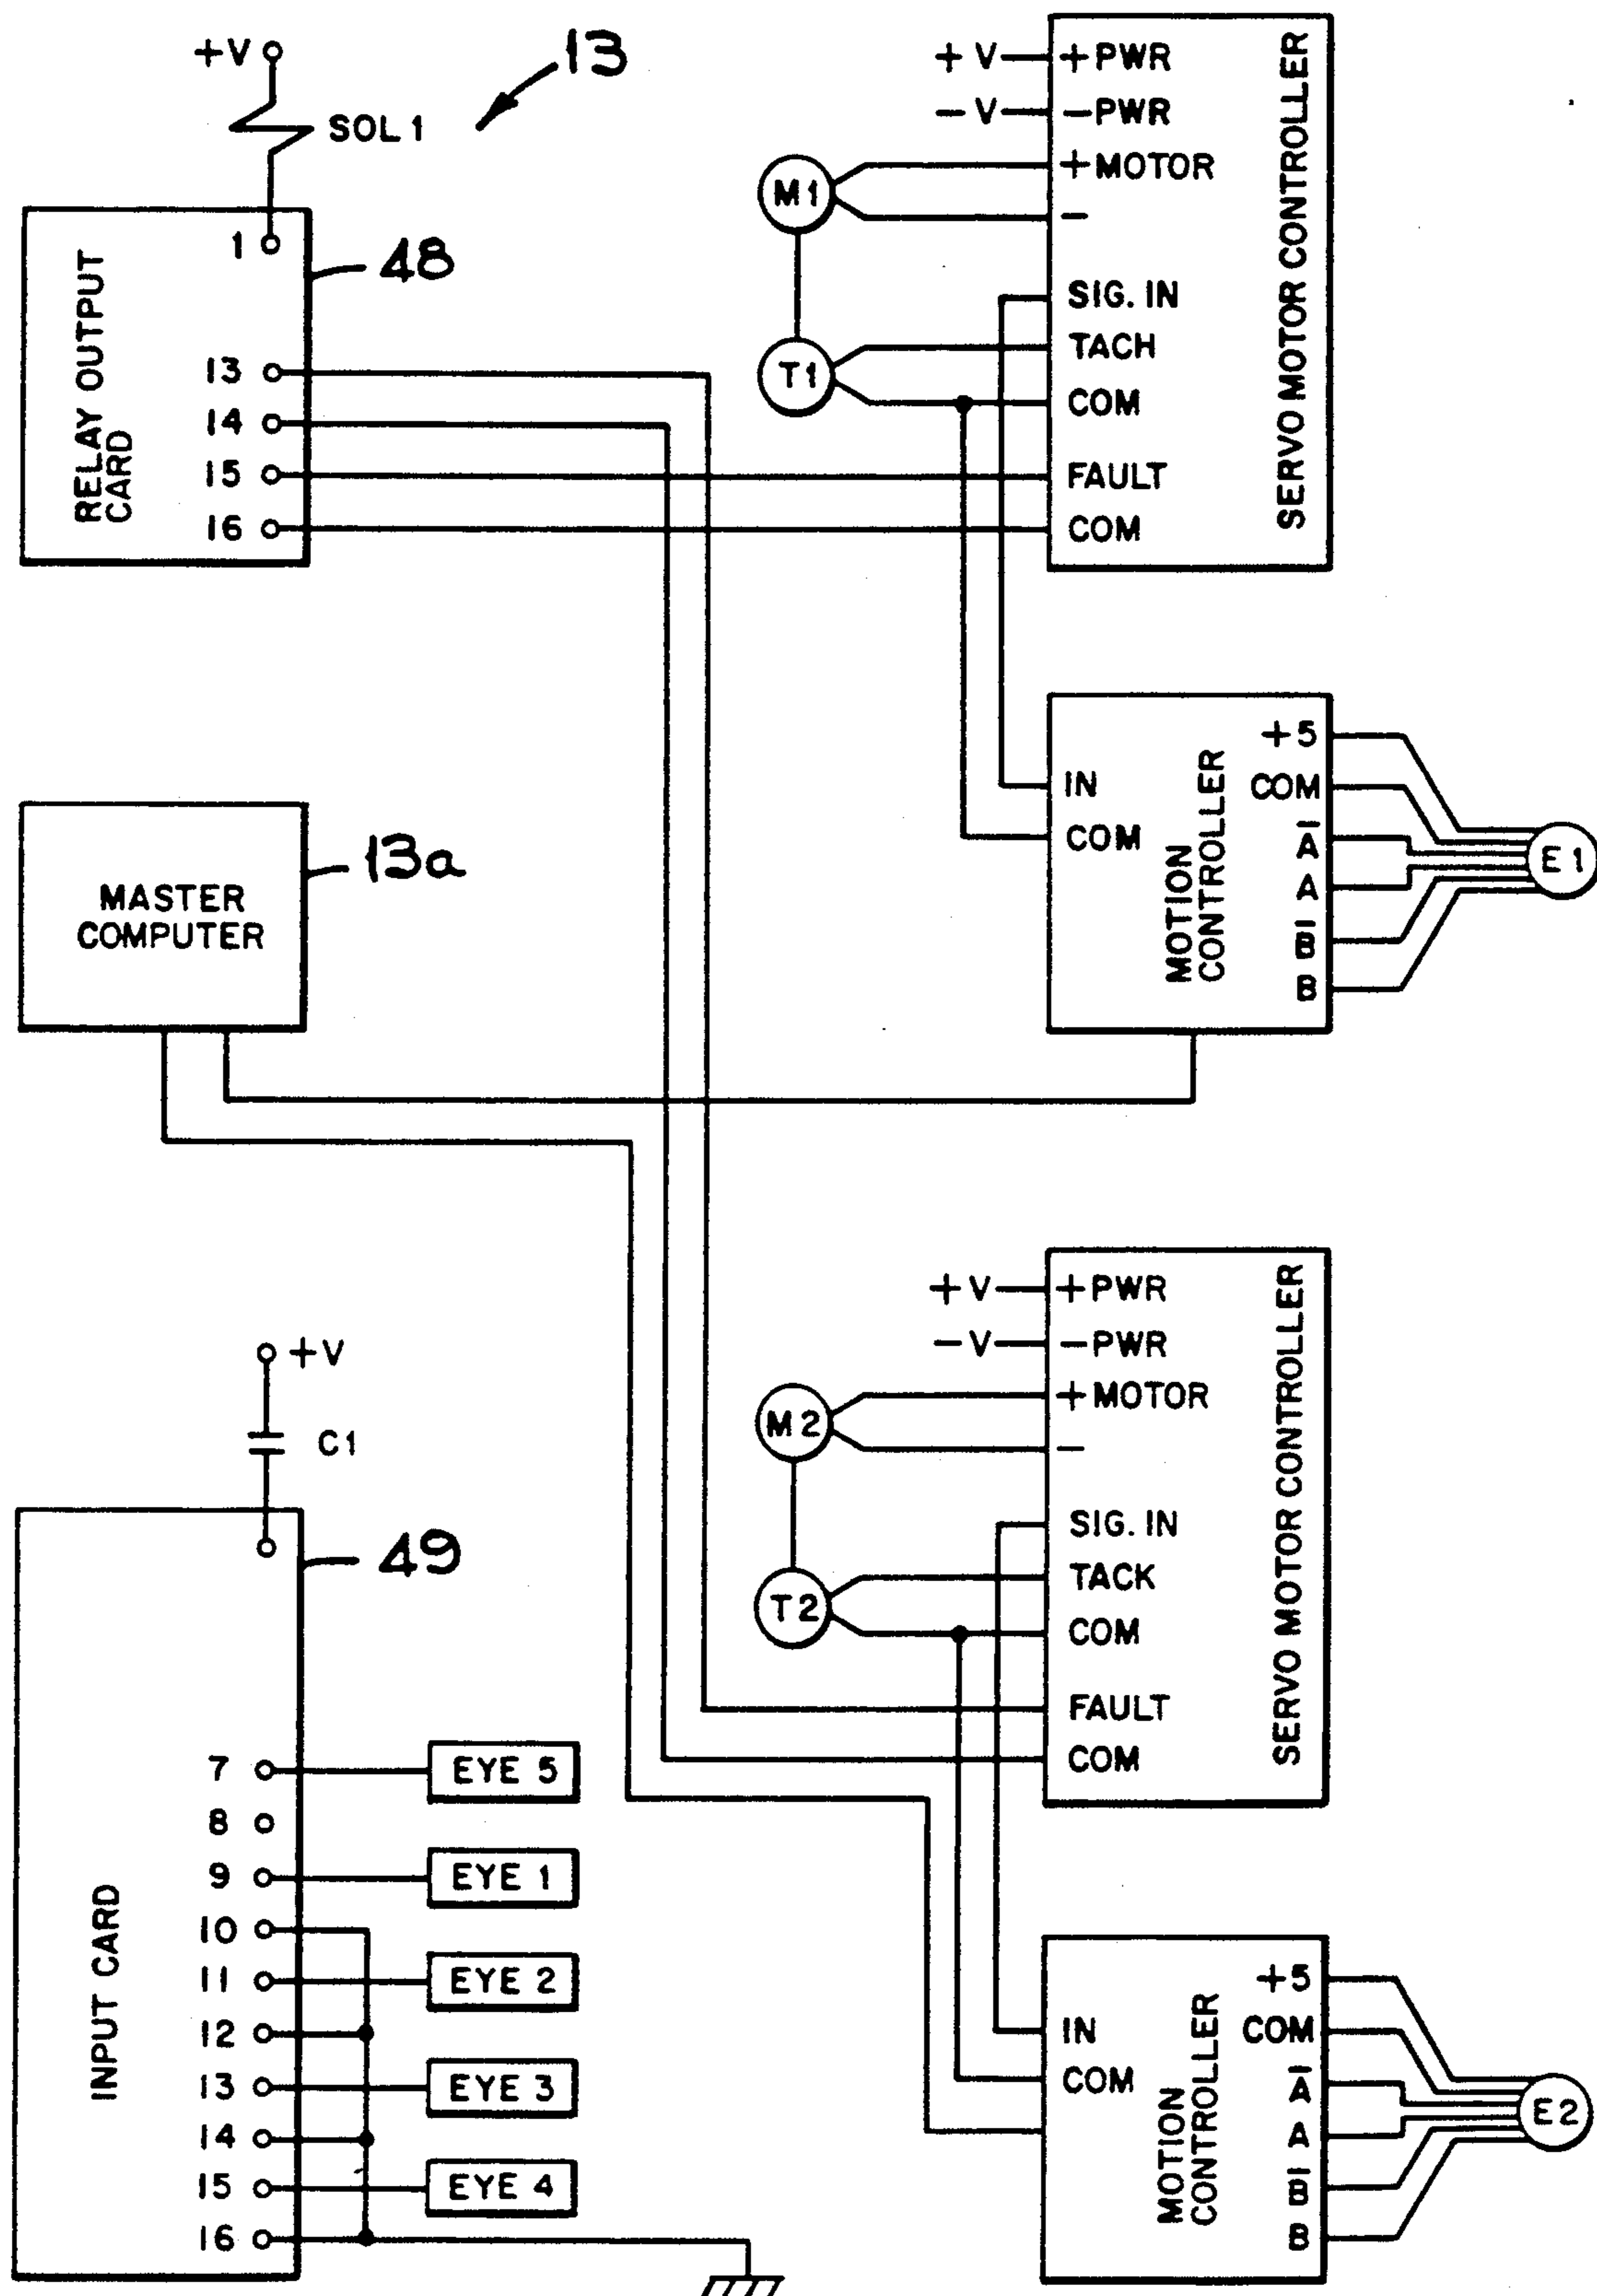 +V
13
SOL 1
1
48
RELAY OUTPUT
CARD
13
14
15
16
+ V
+PWR
- V
-PWR
M1
+MOTOR
-
SIG. IN
T1
TACH
COM
FAULT
COM
SERVO MOTOR CONTROLLER
MASTER
COMPUTER
13a
IN
COM
MOTION
CONTROLLER
+5
COM
A̅
A
B̅
B
E1
+ V
+PWR
- V
-PWR
M2
+MOTOR
-
SIG. IN
T2
TACK
COM
FAULT
COM
SERVO MOTOR CONTROLLER
+V
C1
49
INPUT CARD
7
EYE 5
8
9
EYE 1
10
11
EYE 2
12
13
EYE 3
14
15
EYE 4
16
IN
COM
MOTION
CONTROLLER
+5
COM
A̅
A
B̅
B
E2